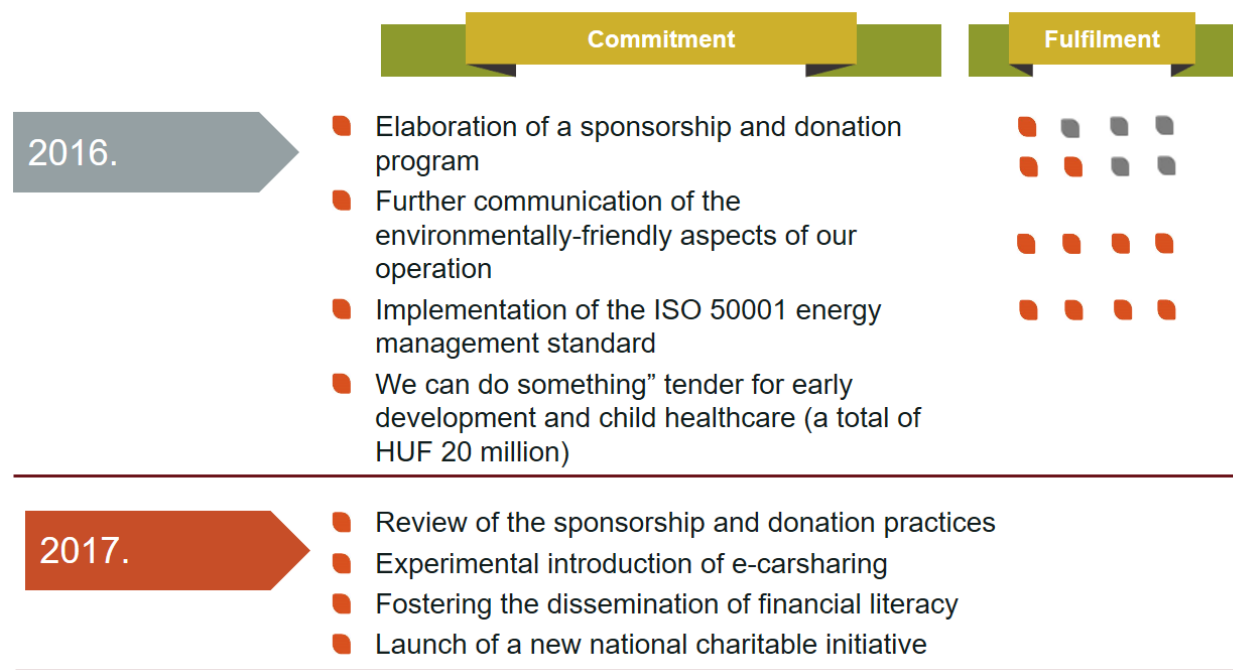 Commitment
Fulfilment
2016.
Elaboration of a sponsorship and donation
program
Further communication of the
environmentally-friendly aspects of our
operation
Implementation of the ISO 50001 energy
management standard
We can do something” tender for early
development and child healthcare (a total of
HUF 20 million)
2017.
Review of the sponsorship and donation practices
Experimental introduction of e-carsharing
Fostering the dissemination of financial literacy
Launch of a new national charitable initiative